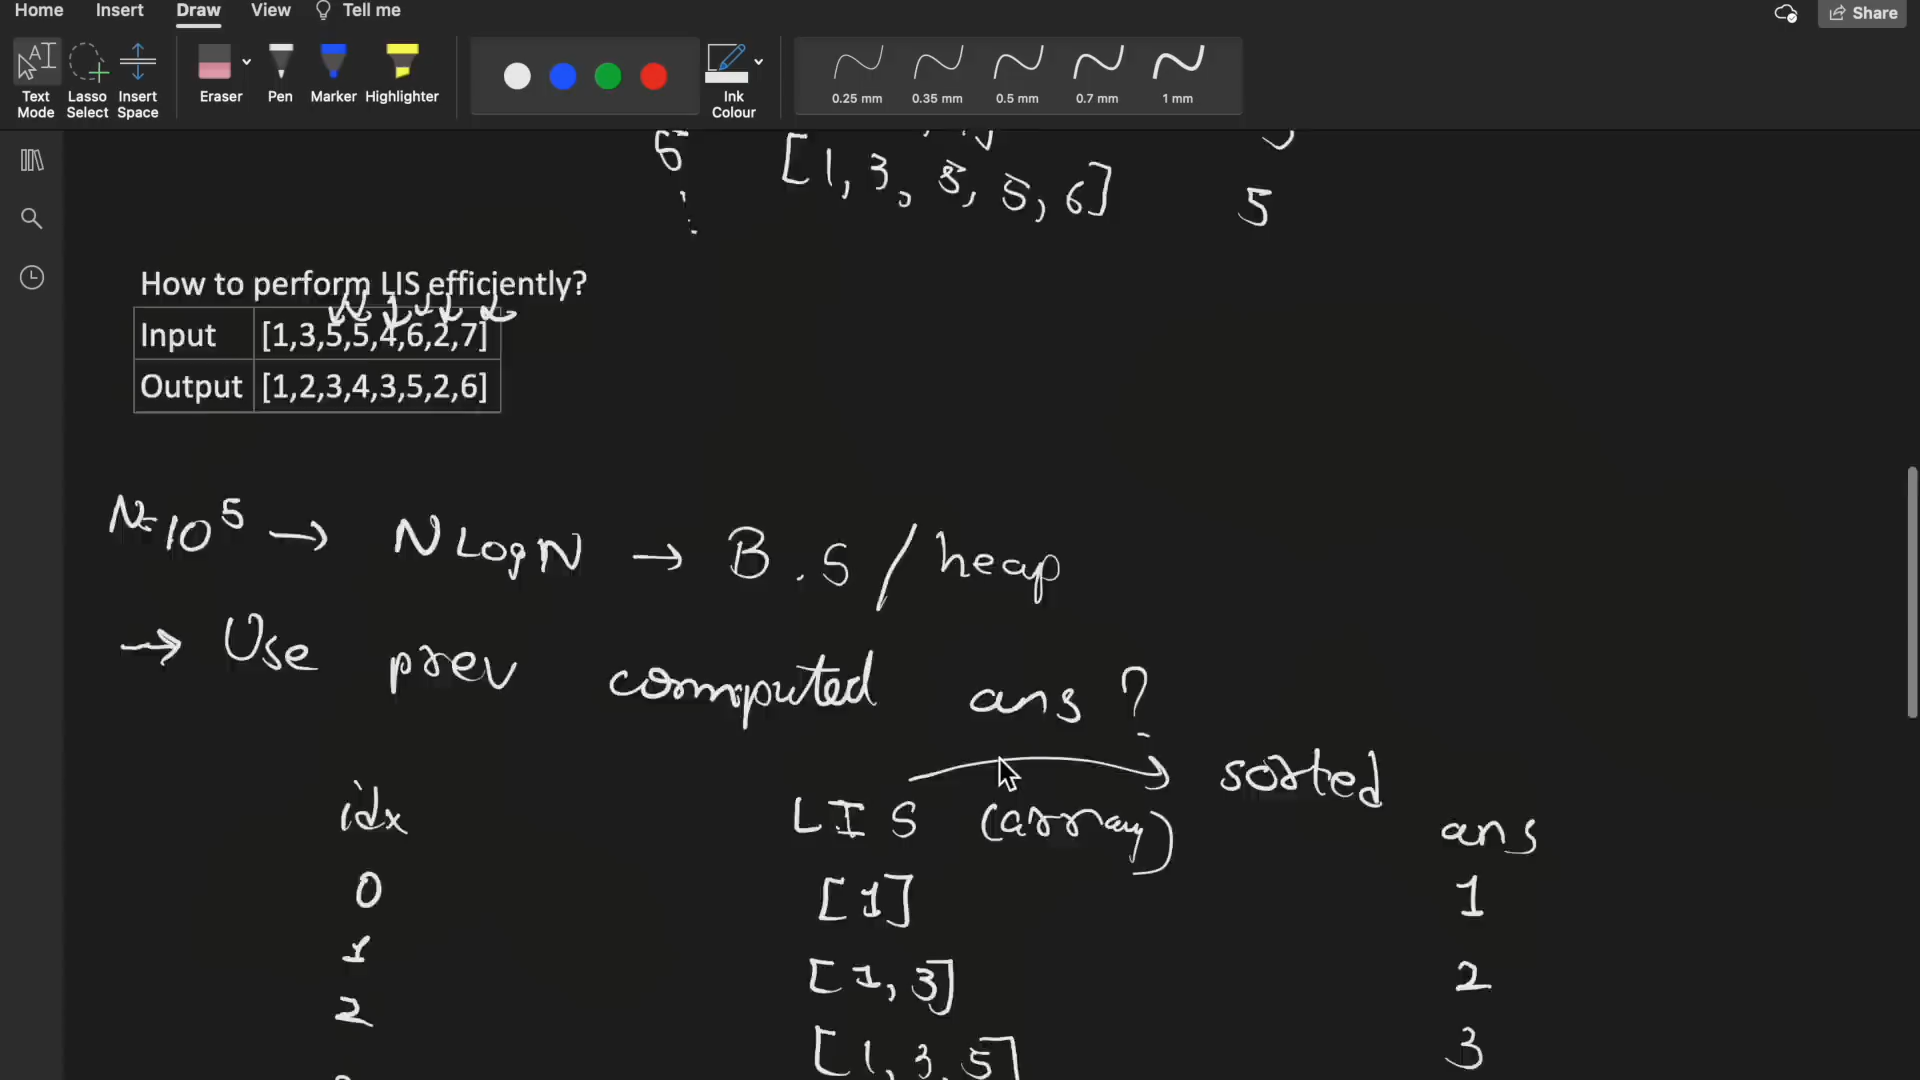 Home Insert Draw View Tell me Share
Text Mode Lasso Select Insert Space Eraser Pen Marker Highlighter Ink Colour 0.25 mm 0.35 mm 0.5 mm 0.7 mm 1 mm
6 [1, 3, 5, 5, 6] 5
How to perform LIS efficiently?
Input [1,3,5,5,4,6,2,7]
Output [1,2,3,4,3,5,2,6]
N=10^5 → N Log N → B.S / heap
→ Use prev computed ans?
idx LIS (array) → sorted ans
0 [1] 1
1 [1, 3] 2
2 [1, 3, 5] 3